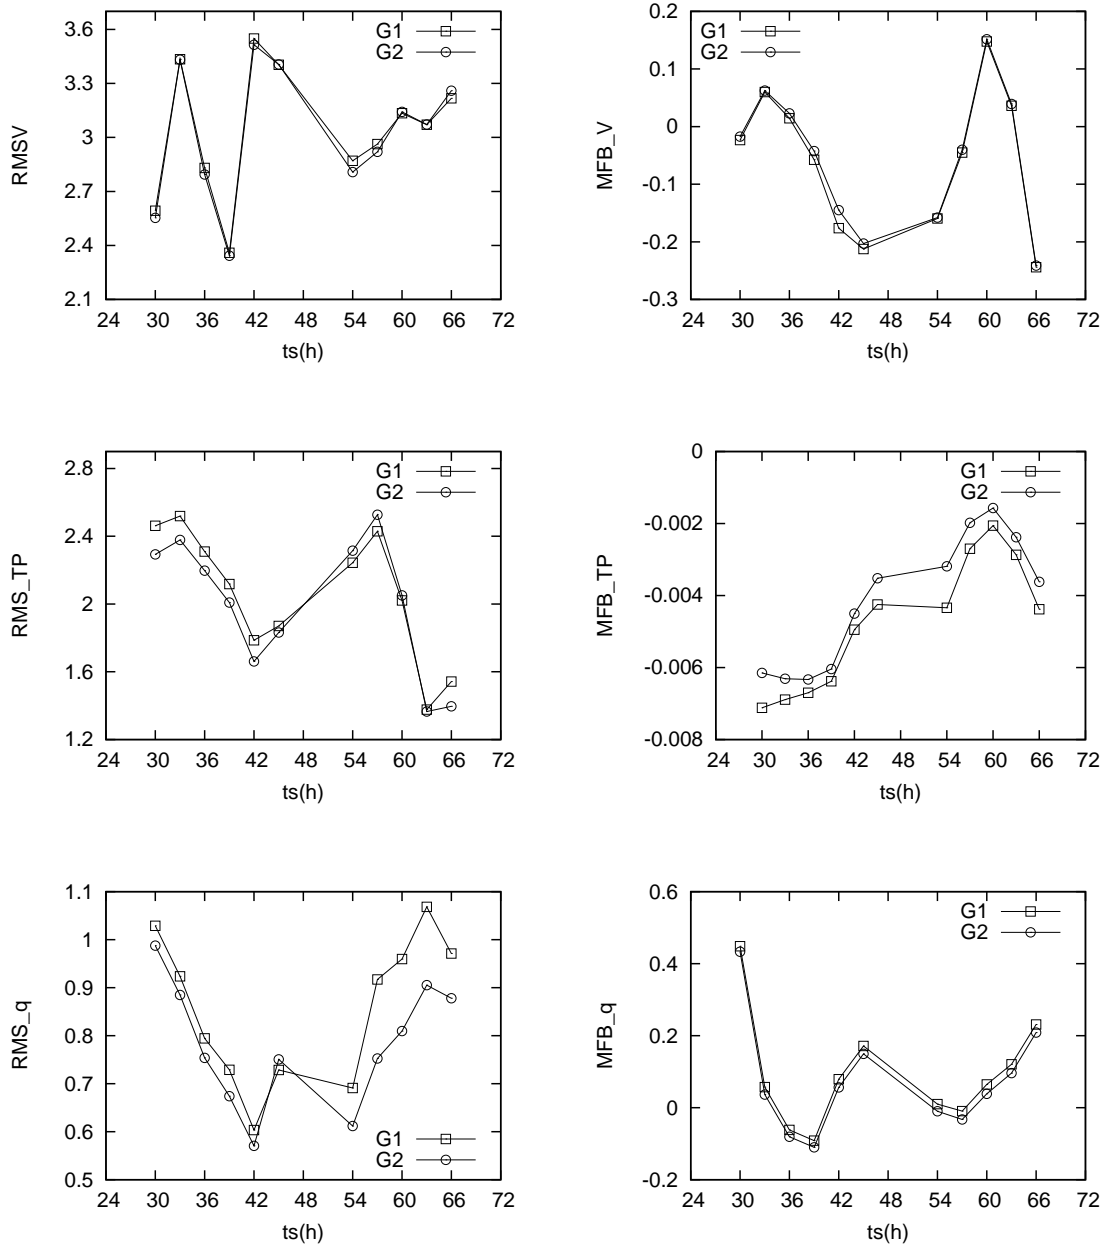 RMSV
3.6
3.3
3
2.7
2.4
2.1
G1
G2
24 30 36 42 48 54 60 66 72
ts(h)
MFB_V
0.2
0.1
0
-0.1
-0.2
-0.3
G1
G2
24 30 36 42 48 54 60 66 72
ts(h)
RMS_TP
2.8
2.4
2
1.6
1.2
G1
G2
24 30 36 42 48 54 60 66 72
ts(h)
MFB_TP
0
-0.002
-0.004
-0.006
-0.008
G1
G2
24 30 36 42 48 54 60 66 72
ts(h)
RMS_q
1.1
1
0.9
0.8
0.7
0.6
0.5
G1
G2
24 30 36 42 48 54 60 66 72
ts(h)
MFB_q
0.6
0.4
0.2
0
-0.2
G1
G2
24 30 36 42 48 54 60 66 72
ts(h)